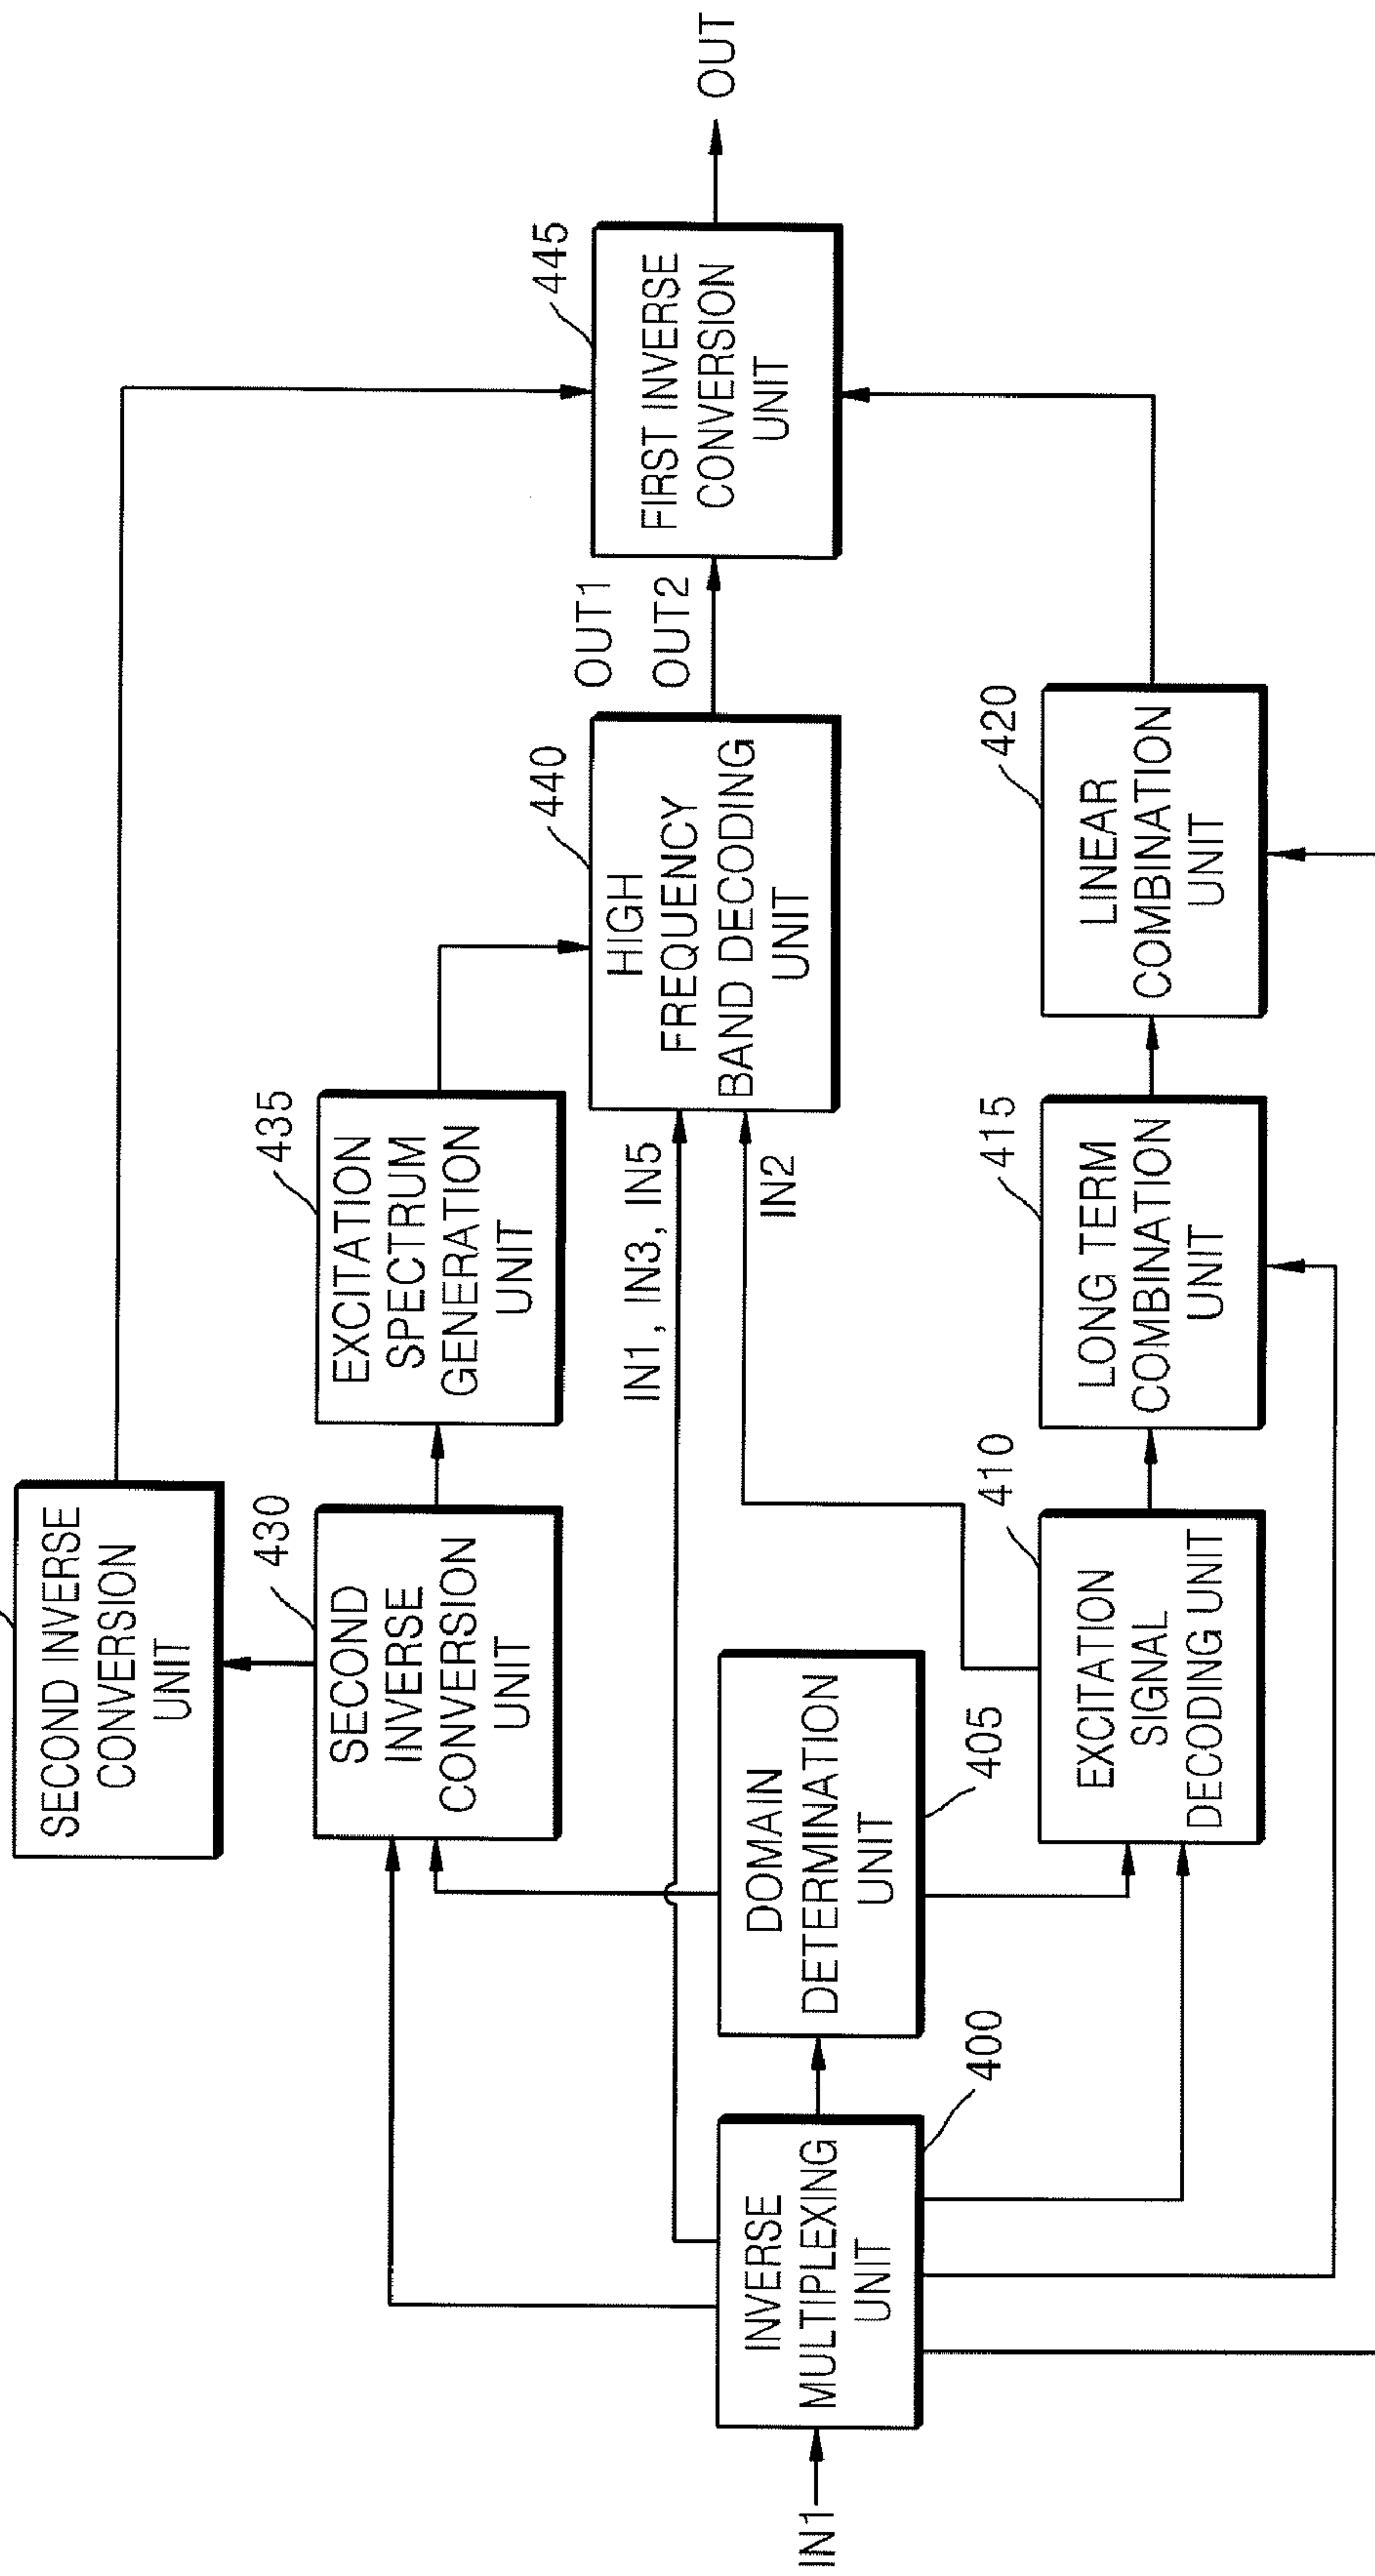 SECOND INVERSE
CONVERSION
UNIT
430
SECOND
INVERSE
CONVERSION
UNIT
435
EXCITATION
SPECTRUM
GENERATION
UNIT
IN1
INVERSE
MULTIPLEXING
UNIT
400
DOMAIN
DETERMINATION
UNIT
405
IN1, IN3, IN5
IN2
440
HIGH
FREQUENCY
BAND DECODING
UNIT
OUT1
OUT2
445
FIRST INVERSE
CONVERSION
UNIT
OUT
410
EXCITATION
SIGNAL
DECODING UNIT
415
LONG TERM
COMBINATION
UNIT
420
LINEAR
COMBINATION
UNIT